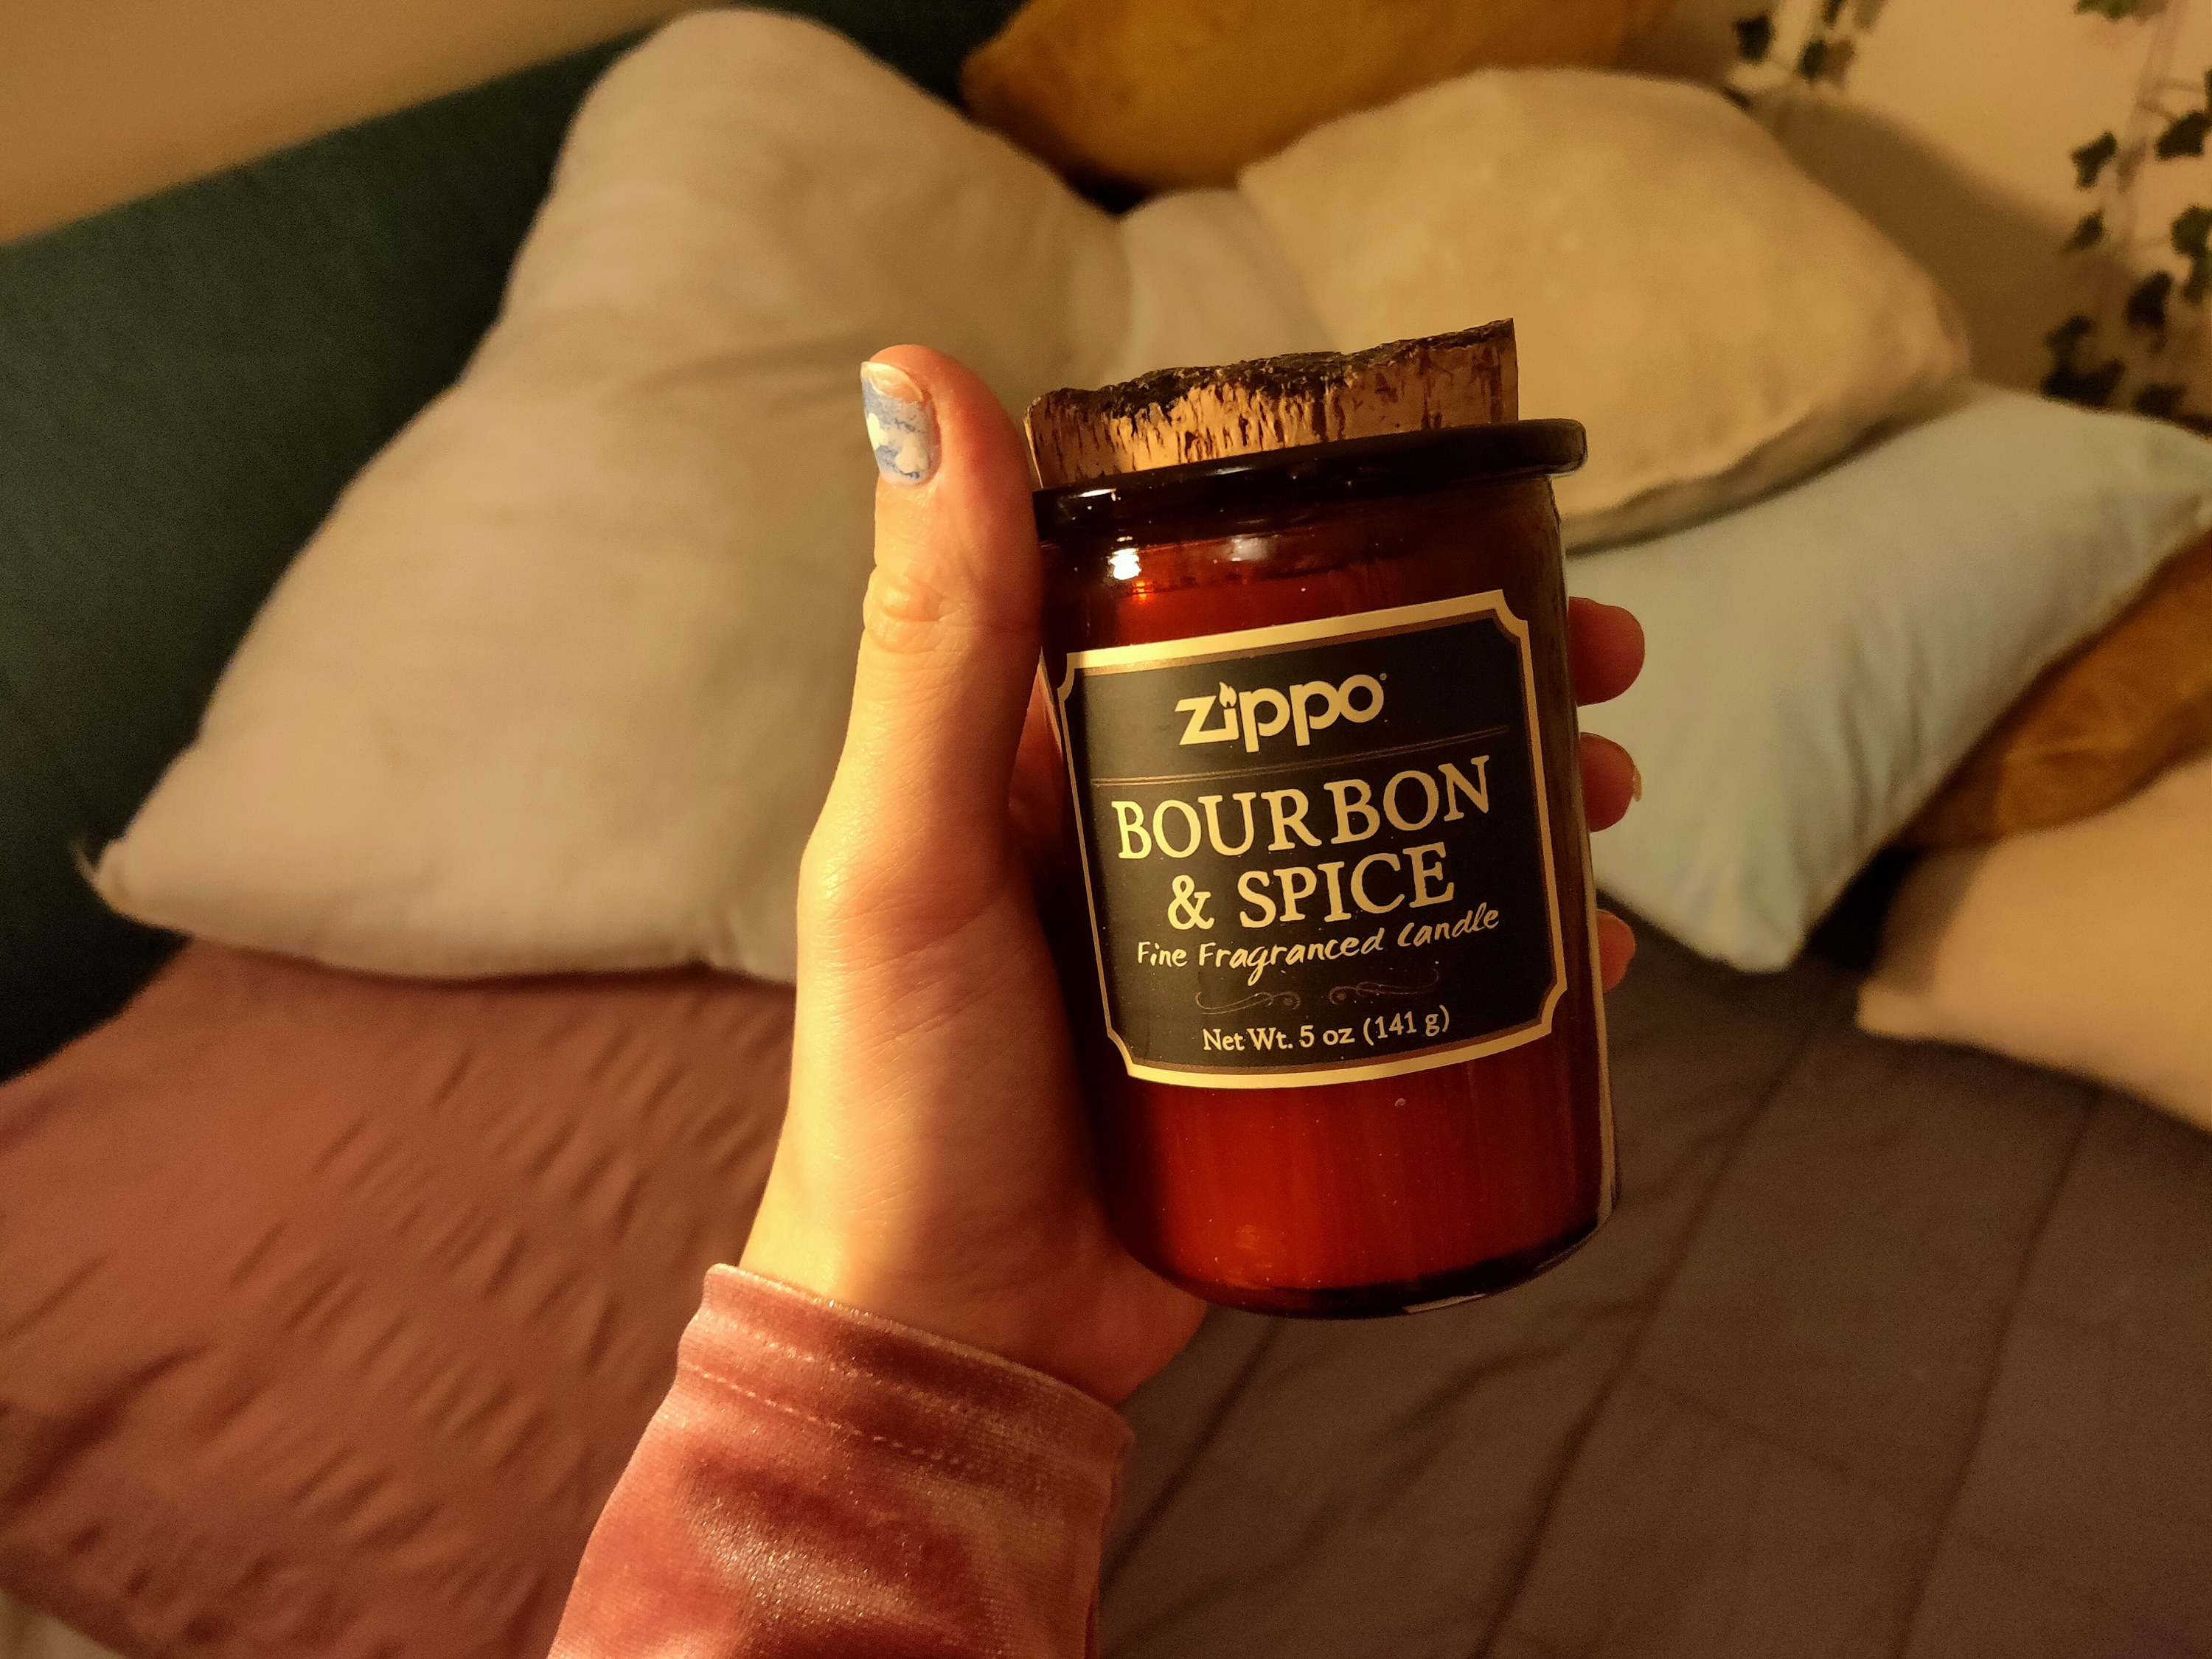 zippo
BOURBON
& SPICE
Fine Fragranced Candle
Net Wt. 5 oz (141 g)